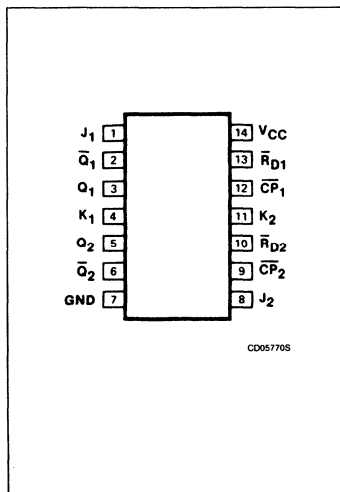 J1 1 14 VCC
Q̅1 2 13 R̅D1
Q1 3 12 C̅P̅1
K1 4 11 K2
Q2 5 10 R̅D2
Q̅2 6 9 C̅P̅2
GND 7 8 J2
CD05770S